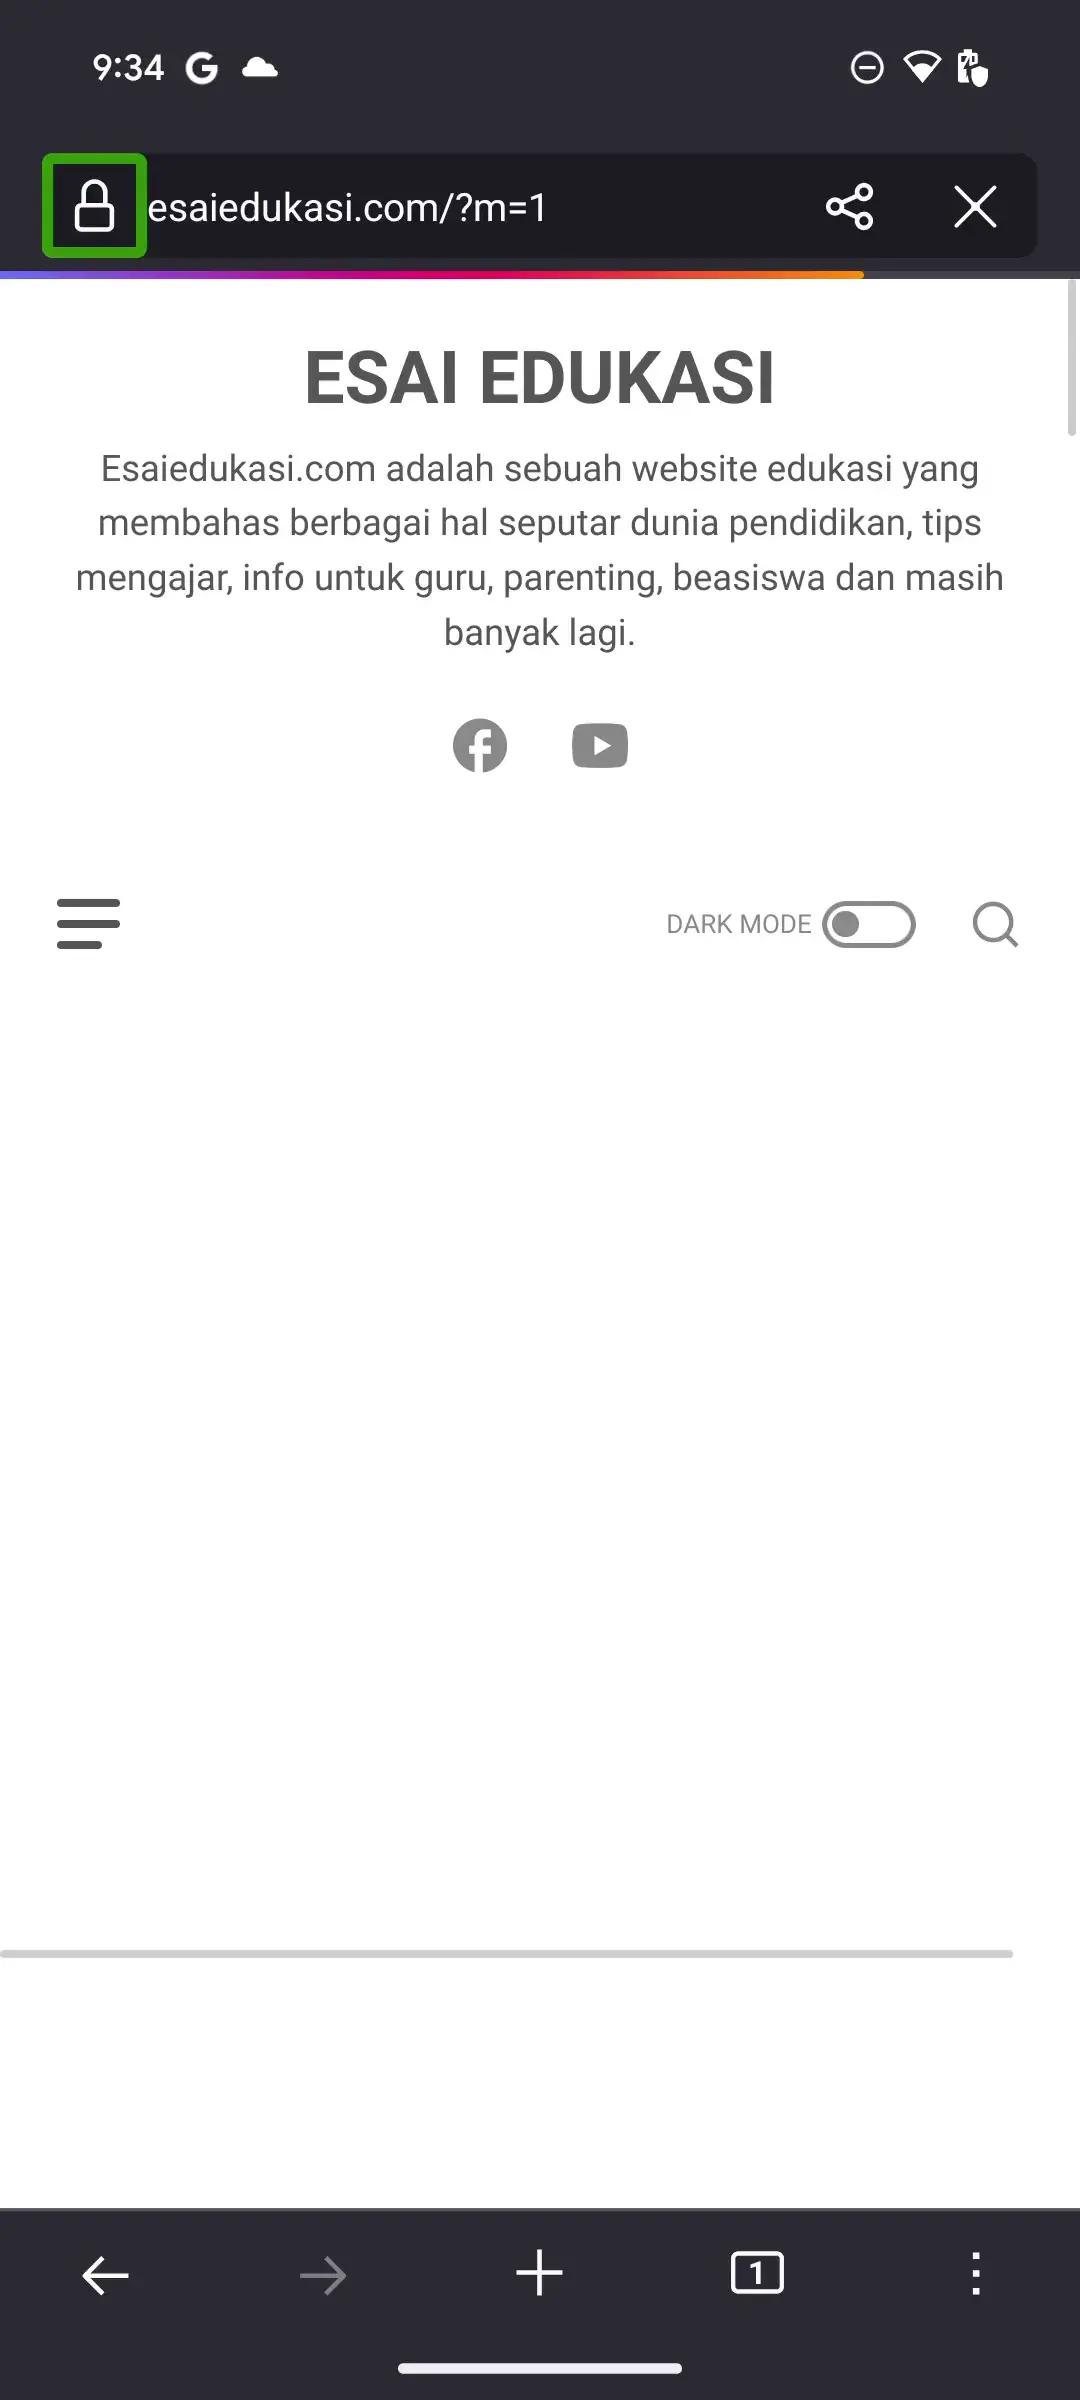 9:34
esaiedukasi.com/?m=1
ESAI EDUKASI
Esaiedukasi.com adalah sebuah website edukasi yang
membahas berbagai hal seputar dunia pendidikan, tips
mengajar, info untuk guru, parenting, beasiswa dan masih
banyak lagi.
DARK MODE
1